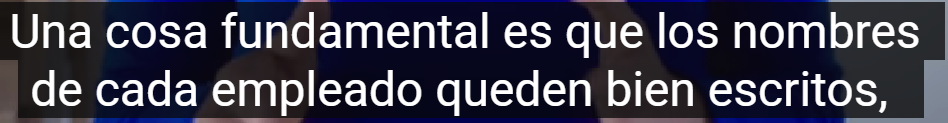 Una cosa fundamental es que los nombres
de cada empleado queden bien escritos,